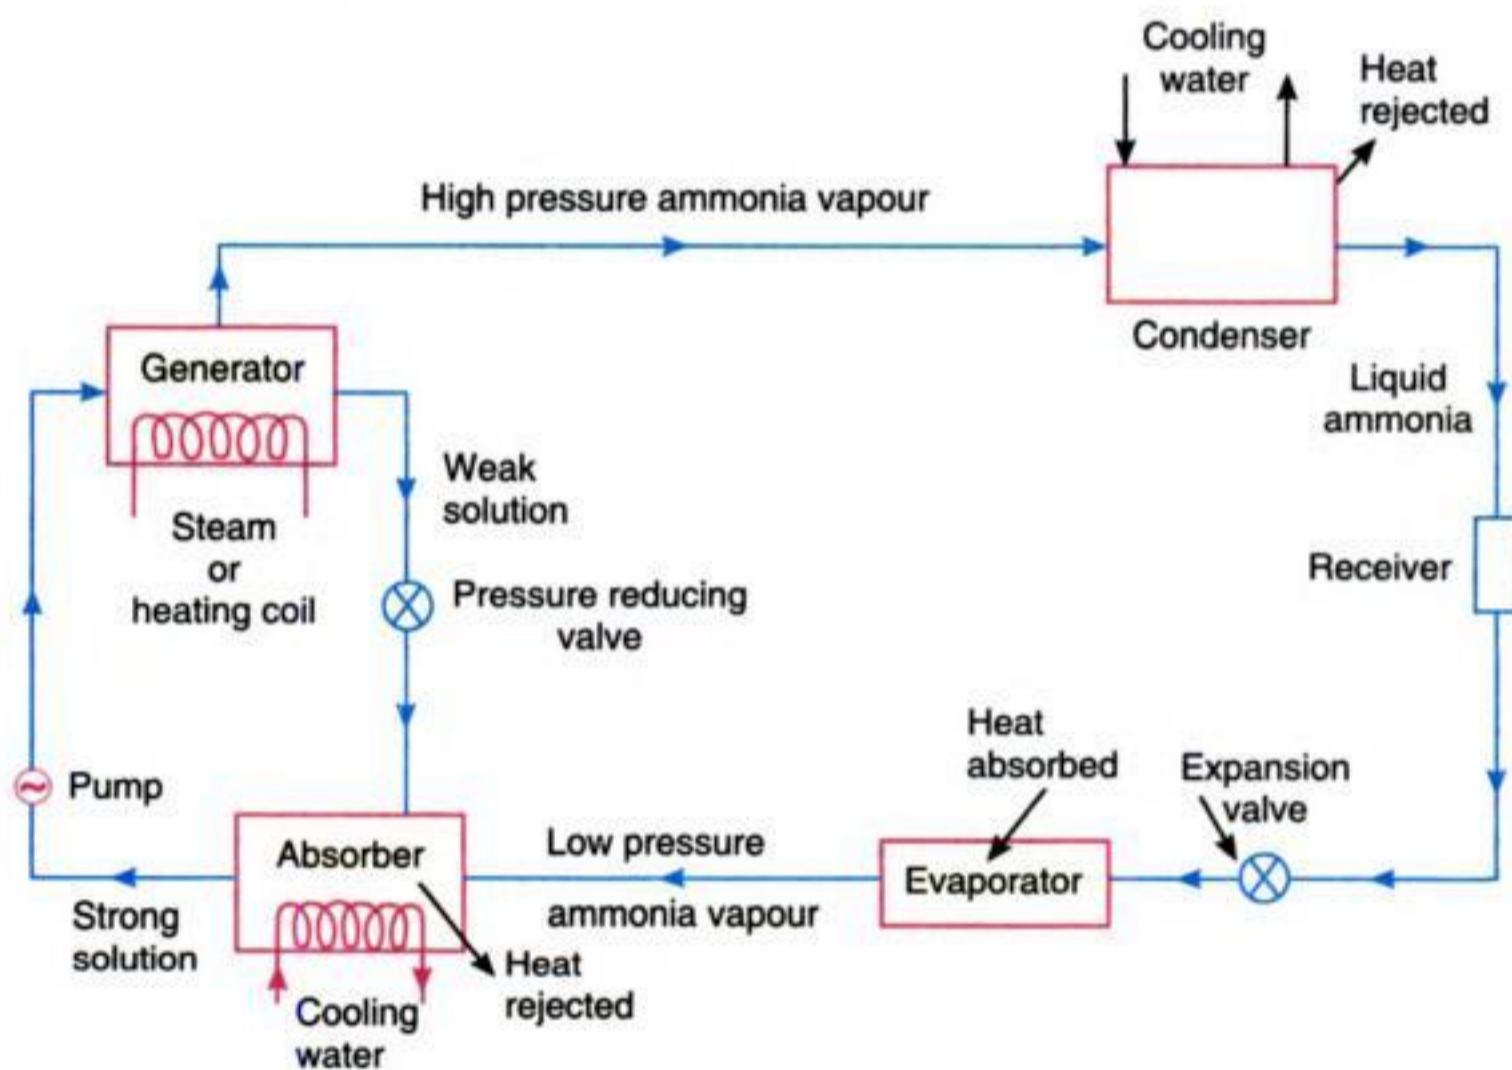 Cooling
water
Heat
rejected
High pressure ammonia vapour
Generator
Condenser
Liquid
ammonia
Weak
solution
Steam
or
heating coil
Receiver
Pressure reducing
valve
Heat
absorbed
Expansion
valve
Pump
Absorber
Low pressure
ammonia vapour
Evaporator
Strong
solution
Heat
rejected
Cooling
water